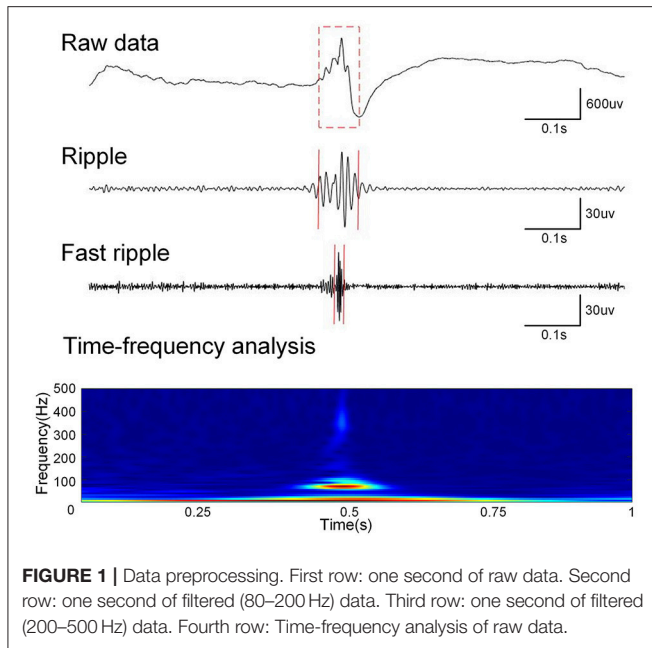 Raw data
600uv
0.1s
Ripple
30uv
0.1s
Fast ripple
30uv
0.1s
Time-frequency analysis
500
400
300
200
100
0
Frequency(Hz)
0.25
0.5
0.75
1
Time(s)
FIGURE 1 | Data preprocessing. First row: one second of raw data. Second
row: one second of filtered (80–200 Hz) data. Third row: one second of filtered
(200–500 Hz) data. Fourth row: Time-frequency analysis of raw data.